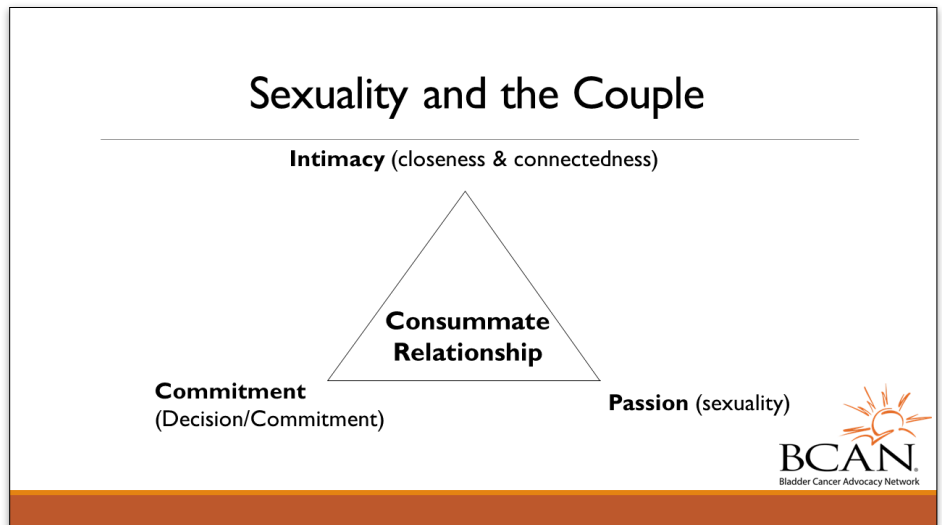 Sexuality and the Couple
Intimacy (closeness & connectedness)
Consummate
Relationship
Commitment
(Decision/Commitment)
Passion (sexuality)
BCAN.
Bladder Cancer Advocacy Network